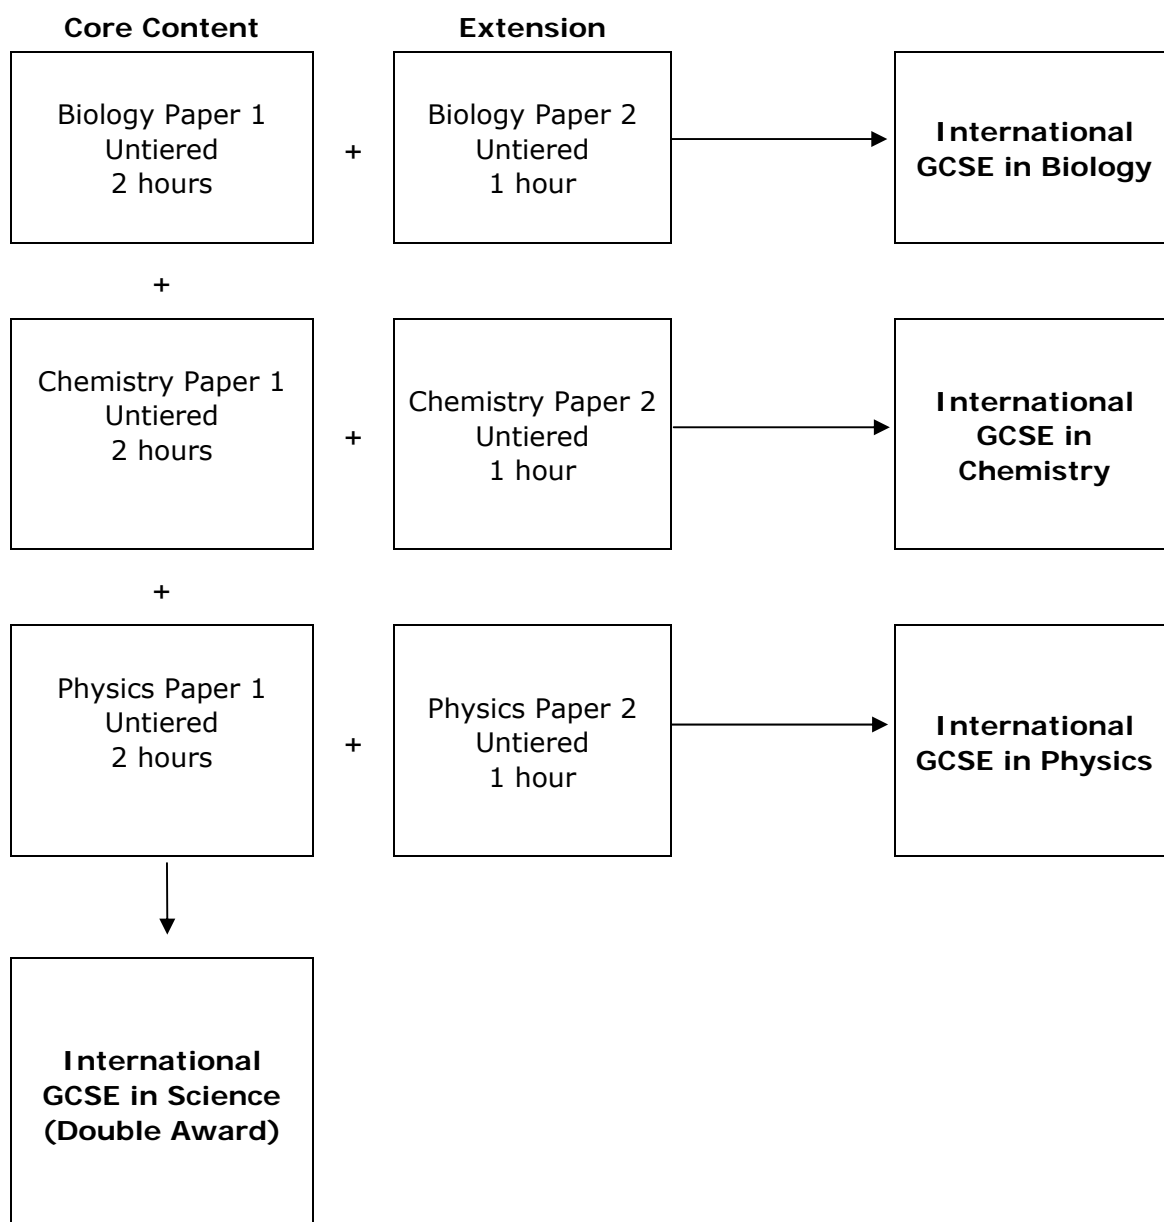 Core Content
Extension
Biology Paper 1
Untiered
2 hours
+
Biology Paper 2
Untiered
1 hour
International
GCSE in Biology
+
Chemistry Paper 1
Untiered
2 hours
+
Chemistry Paper 2
Untiered
1 hour
International
GCSE in
Chemistry
+
Physics Paper 1
Untiered
2 hours
+
Physics Paper 2
Untiered
1 hour
International
GCSE in Physics
International
GCSE in Science
(Double Award)